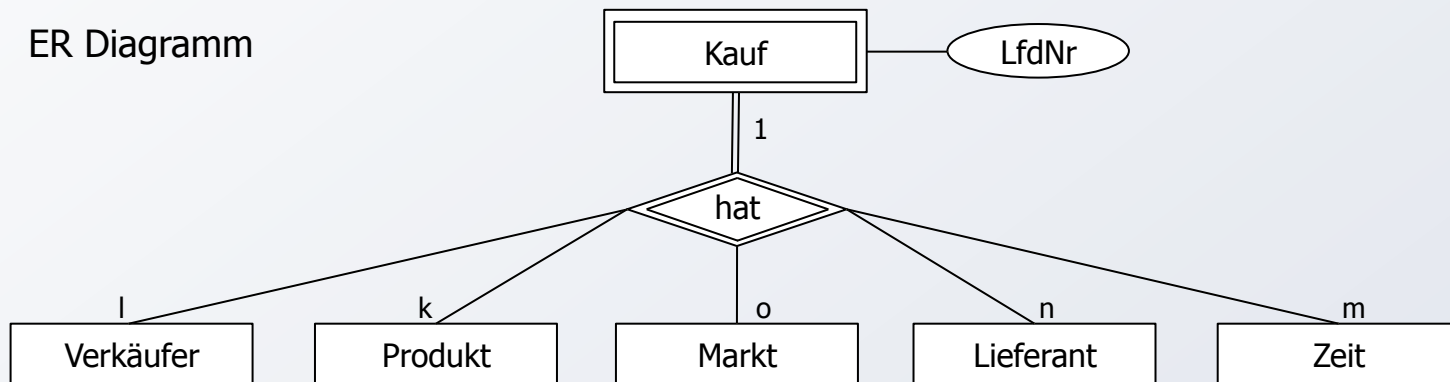 ER Diagramm
Kauf
LfdNr
1
hat
l
k
o
n
m
Verkäufer
Produkt
Markt
Lieferant
Zeit